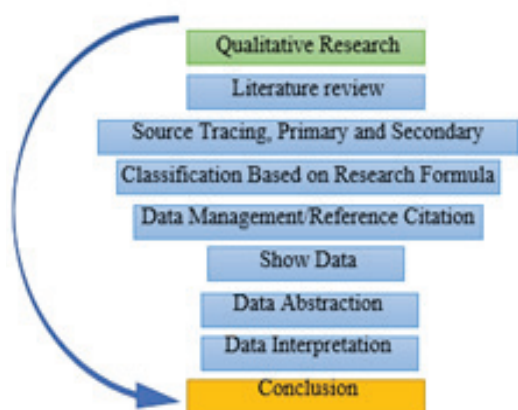 Qualitative Research
Literature review
Source Tracing, Primary and Secondary
Classification Based on Research Formula
Data Management/Reference Citation
Show Data
Data Abstraction
Data Interpretation
Conclusion